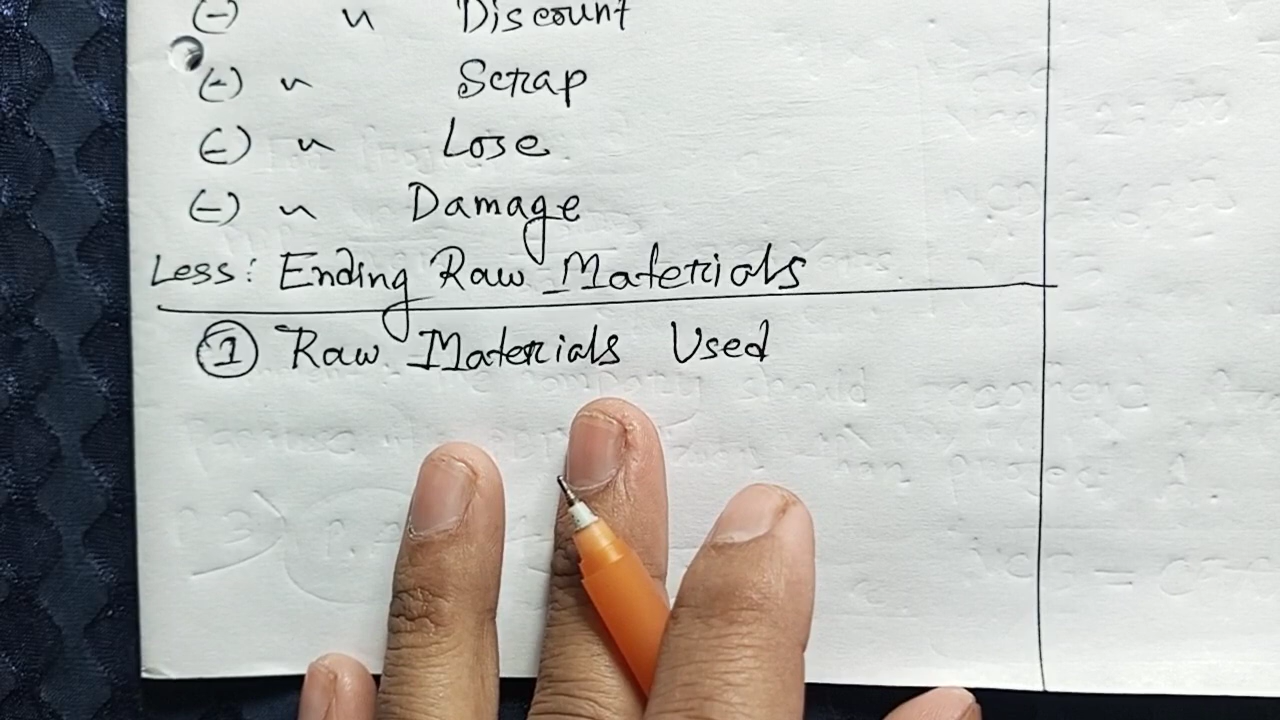 (-) " Discount
(-) " Scrap
(-) " Lose
(-) " Damage
Less: Ending Raw Materials
① Raw Materials Used